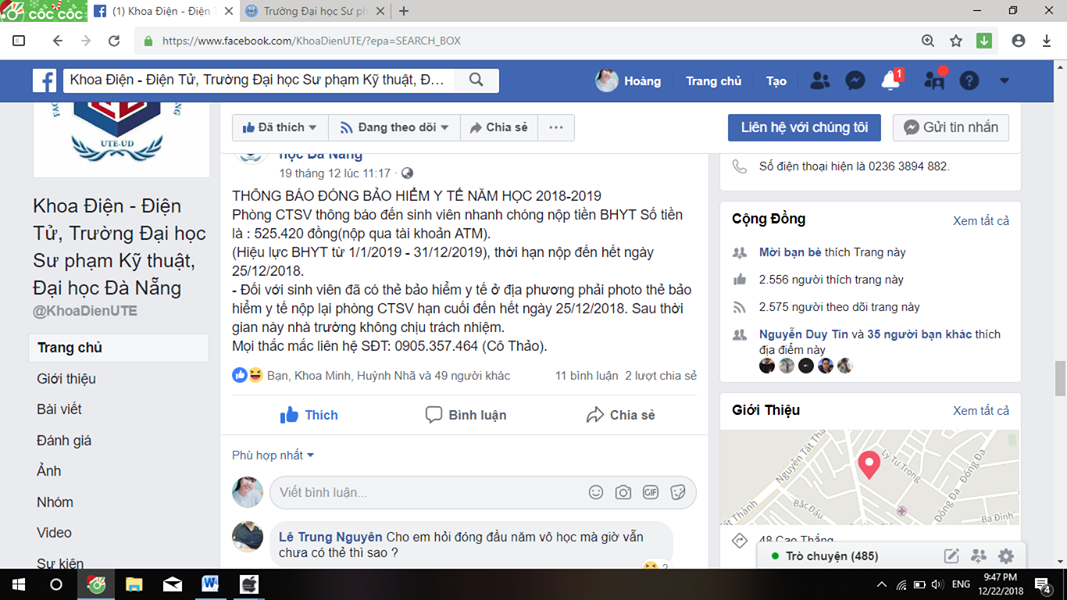 CỐC CỐC
(1) Khoa Điện - Điện T
Trường Đại học Sư ph
https://www.facebook.com/KhoaDienUTE/?epa=SEARCH_BOX
Khoa Điện - Điện Tử, Trường Đại học Sư phạm Kỹ thuật, Đ...
Hoàng
Trang chủ
Tạo
1
UTE-UD
Khoa Điện - Điện
Tử, Trường Đại học
Sư phạm Kỹ thuật,
Đại học Đà Nẵng
@KhoaDienUTE
Trang chủ
Giới thiệu
Bài viết
Đánh giá
Ảnh
Nhóm
Video
Sự kiện
Đã thích
Đang theo dõi
Chia sẻ
...
Liên hệ với chúng tôi
Gửi tin nhắn
học Đà Nẵng
19 tháng 12 lúc 11:17 ·
THÔNG BÁO ĐÓNG BẢO HIỂM Y TẾ NĂM HỌC 2018-2019
Phòng CTSV thông báo đến sinh viên nhanh chóng nộp tiền BHYT Số tiền
là : 525.420 đồng(nộp qua tài khoản ATM).
(Hiệu lực BHYT từ 1/1/2019 - 31/12/2019), thời hạn nộp đến hết ngày
25/12/2018.
- Đối với sinh viên đã có thẻ bảo hiểm y tế ở địa phương phải photo thẻ bảo
hiểm y tế nộp lại phòng CTSV hạn cuối đến hết ngày 25/12/2018. Sau thời
gian này nhà trường không chịu trách nhiệm.
Mọi thắc mắc liên hệ SĐT: 0905.357.464 (Cô Thảo).
Bạn, Khoa Minh, Huỳnh Nhã và 49 người khác
11 bình luận 2 lượt chia sẻ
Thích
Bình luận
Chia sẻ
Phù hợp nhất
Viết bình luận...
GIF
Lê Trung Nguyên Cho em hỏi đóng đầu năm vô học mà giờ vẫn
chưa có thẻ thì sao ?
2
Số điện thoại hiện là 0236 3894 882.
Cộng Đồng
Xem tất cả
Mời bạn bè thích Trang này
2.556 người thích trang này
2.575 người theo dõi trang này
Nguyễn Duy Tin và 35 người bạn khác thích
địa điểm này
Giới Thiệu
Xem tất cả
Nguyễn Tất Thà
Lý Tự Trọng
Đống Đa
Đống Đa
Bắc Đẩu
Ba Đình
48 Cao Thắng
Trò chuyện (485)
ENG
9:47 PM
12/22/2018
4